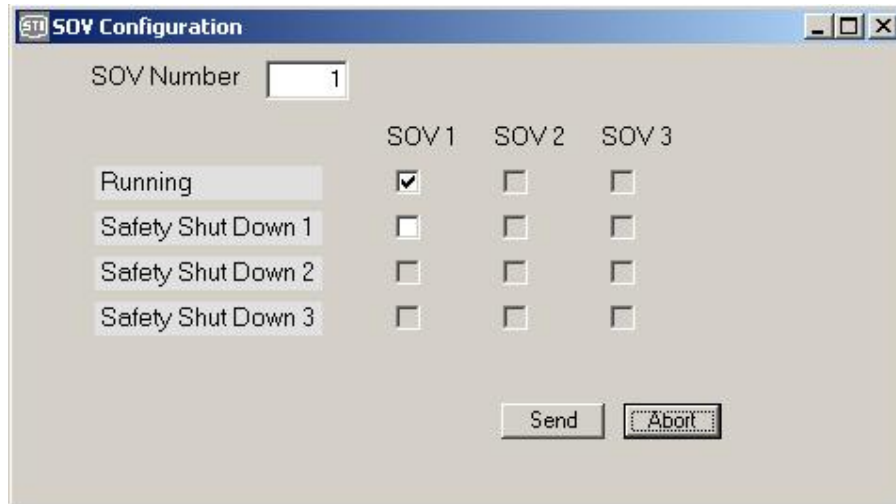 STI SOV Configuration
SOV Number 1
SOV 1 SOV 2 SOV 3
Running
Safety Shut Down 1
Safety Shut Down 2
Safety Shut Down 3
Send Abort